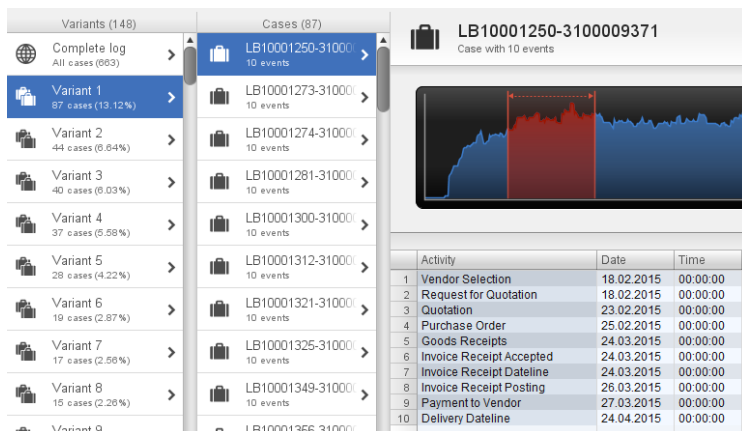 Variants (148)
Complete log
All cases (663)
Variant 1
87 cases (13.12%)
Variant 2
44 cases (6.64%)
Variant 3
40 cases (6.03%)
Variant 4
37 cases (5.58%)
Variant 5
28 cases (4.22%)
Variant 6
19 cases (2.87%)
Variant 7
17 cases (2.56%)
Variant 8
15 cases (2.26%)
Variant 9
Cases (87)
LB10001250-31000
10 events
LB10001273-31000
10 events
LB10001274-31000
10 events
LB10001281-31000
10 events
LB10001300-31000
10 events
LB10001312-31000
10 events
LB10001321-31000
10 events
LB10001325-31000
10 events
LB10001349-31000
10 events
LB10001356-31000
LB10001250-3100009371
Case with 10 events
Activity Date Time
1 Vendor Selection 18.02.2015 00:00:00
2 Request for Quotation 18.02.2015 00:00:00
3 Quotation 23.02.2015 00:00:00
4 Purchase Order 25.02.2015 00:00:00
5 Goods Receipts 24.03.2015 00:00:00
6 Invoice Receipt Accepted 24.03.2015 00:00:00
7 Invoice Receipt Dateline 24.03.2015 00:00:00
8 Invoice Receipt Posting 26.03.2015 00:00:00
9 Payment to Vendor 27.03.2015 00:00:00
10 Delivery Dateline 24.04.2015 00:00:00